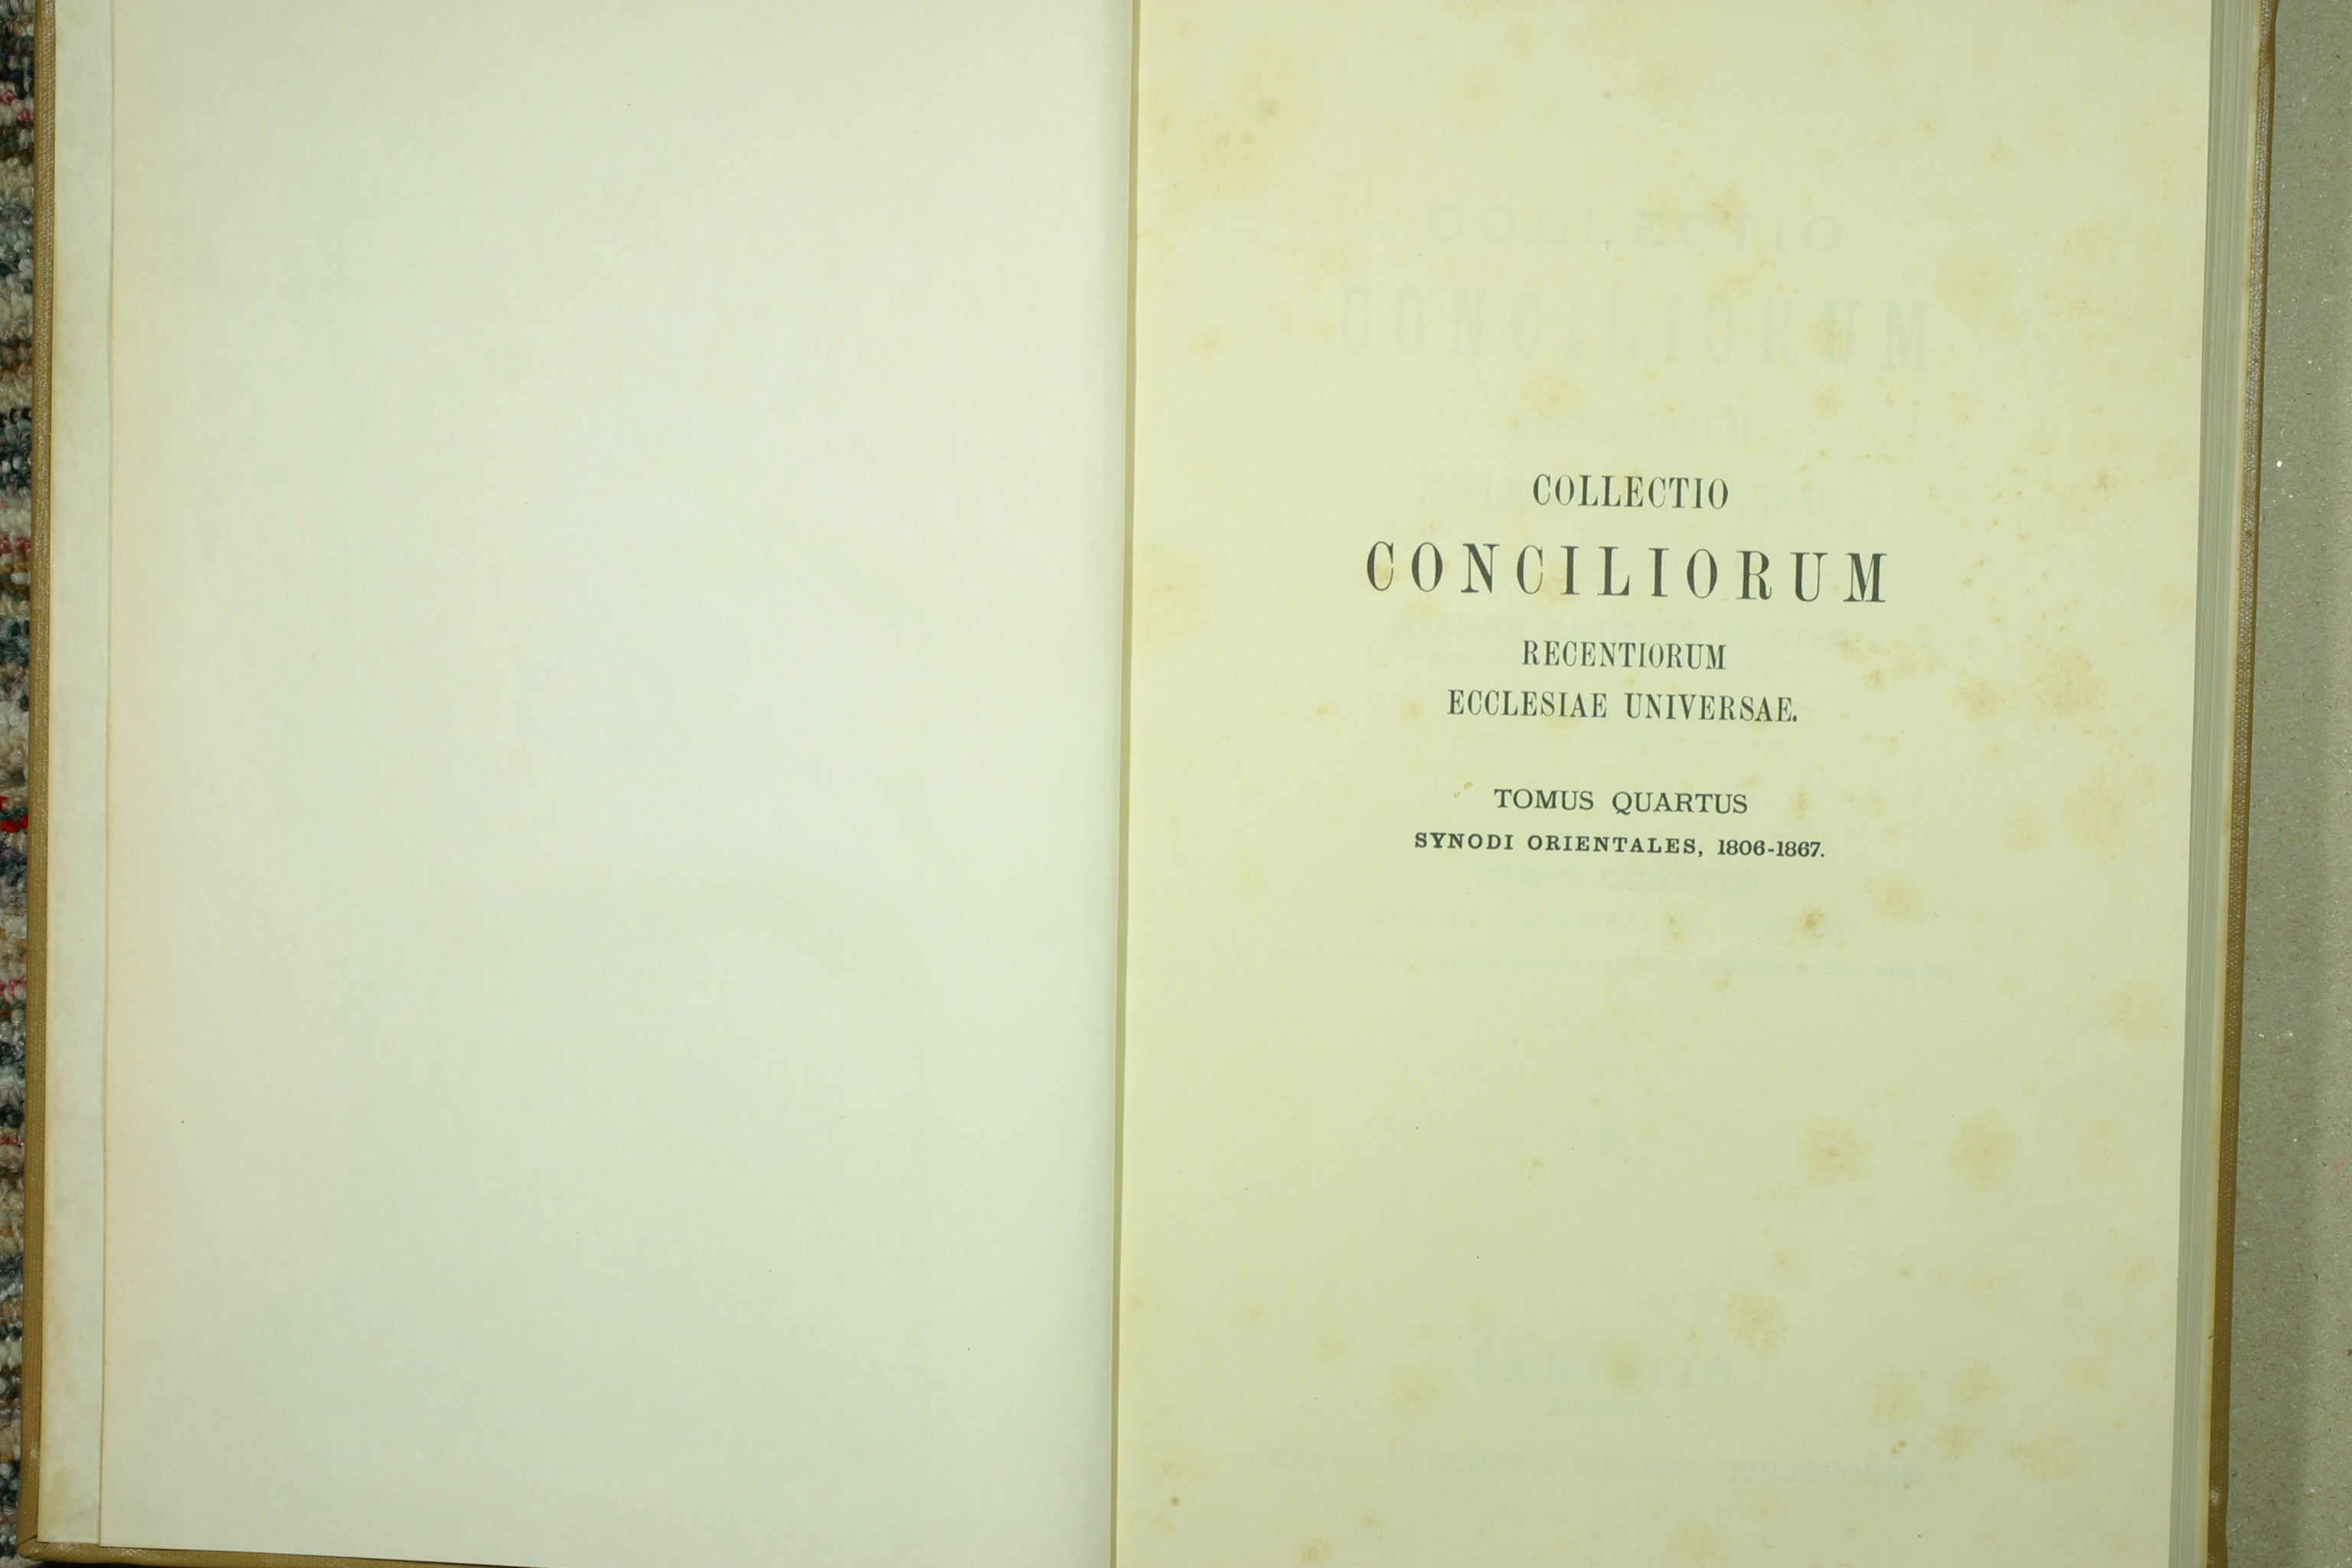 COLLECTIO
CONCILIORUM
RECENTIORUM
ECCLESIAE UNIVERSAE.
TOMUS QUARTUS
SYNODI ORIENTALES, 1806-1867.